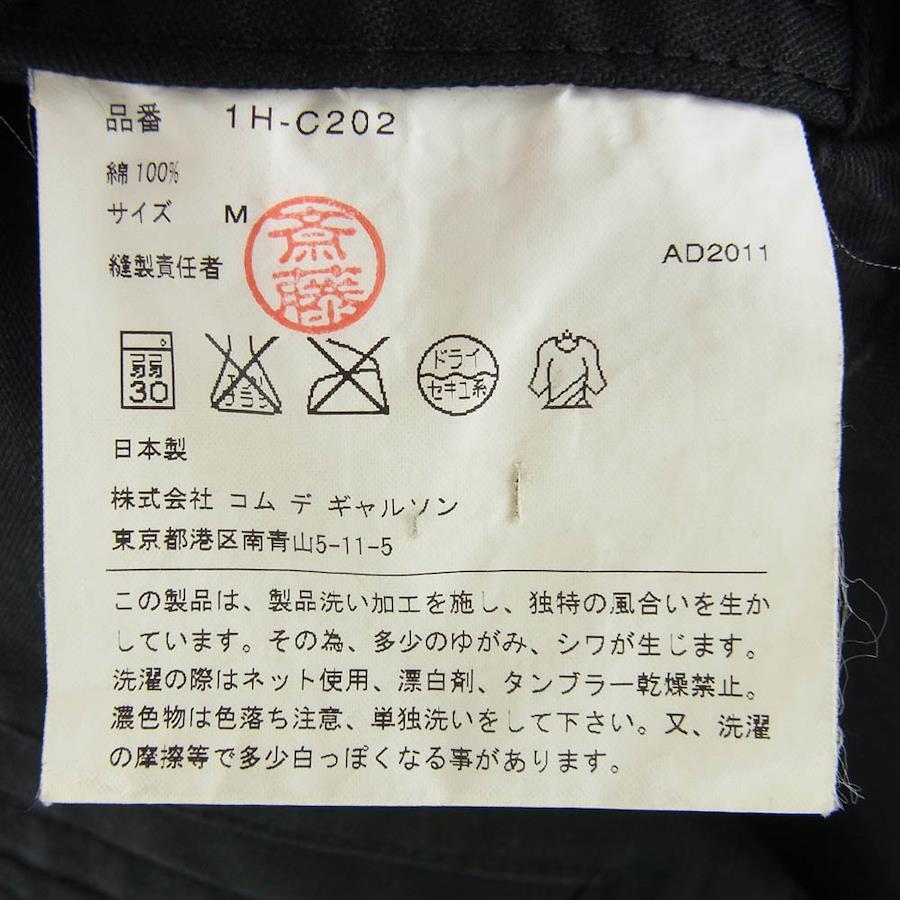 品番 1H-C202
綿 100%
サイズ M
斎藤
縫製責任者
AD2011
弱
30
エンソ
サラシ
ドライ
セキユ系
日本製
株式会社 コム デ ギャルソン
東京都港区南青山5-11-5
この製品は、製品洗い加工を施し、独特の風合いを生か
しています。その為、多少のゆがみ、シワが生じます。
洗濯の際はネット使用、漂白剤、タンブラー乾燥禁止。
濃色物は色落ち注意、単独洗いをして下さい。又、洗濯
の摩擦等で多少白っぽくなる事があります。